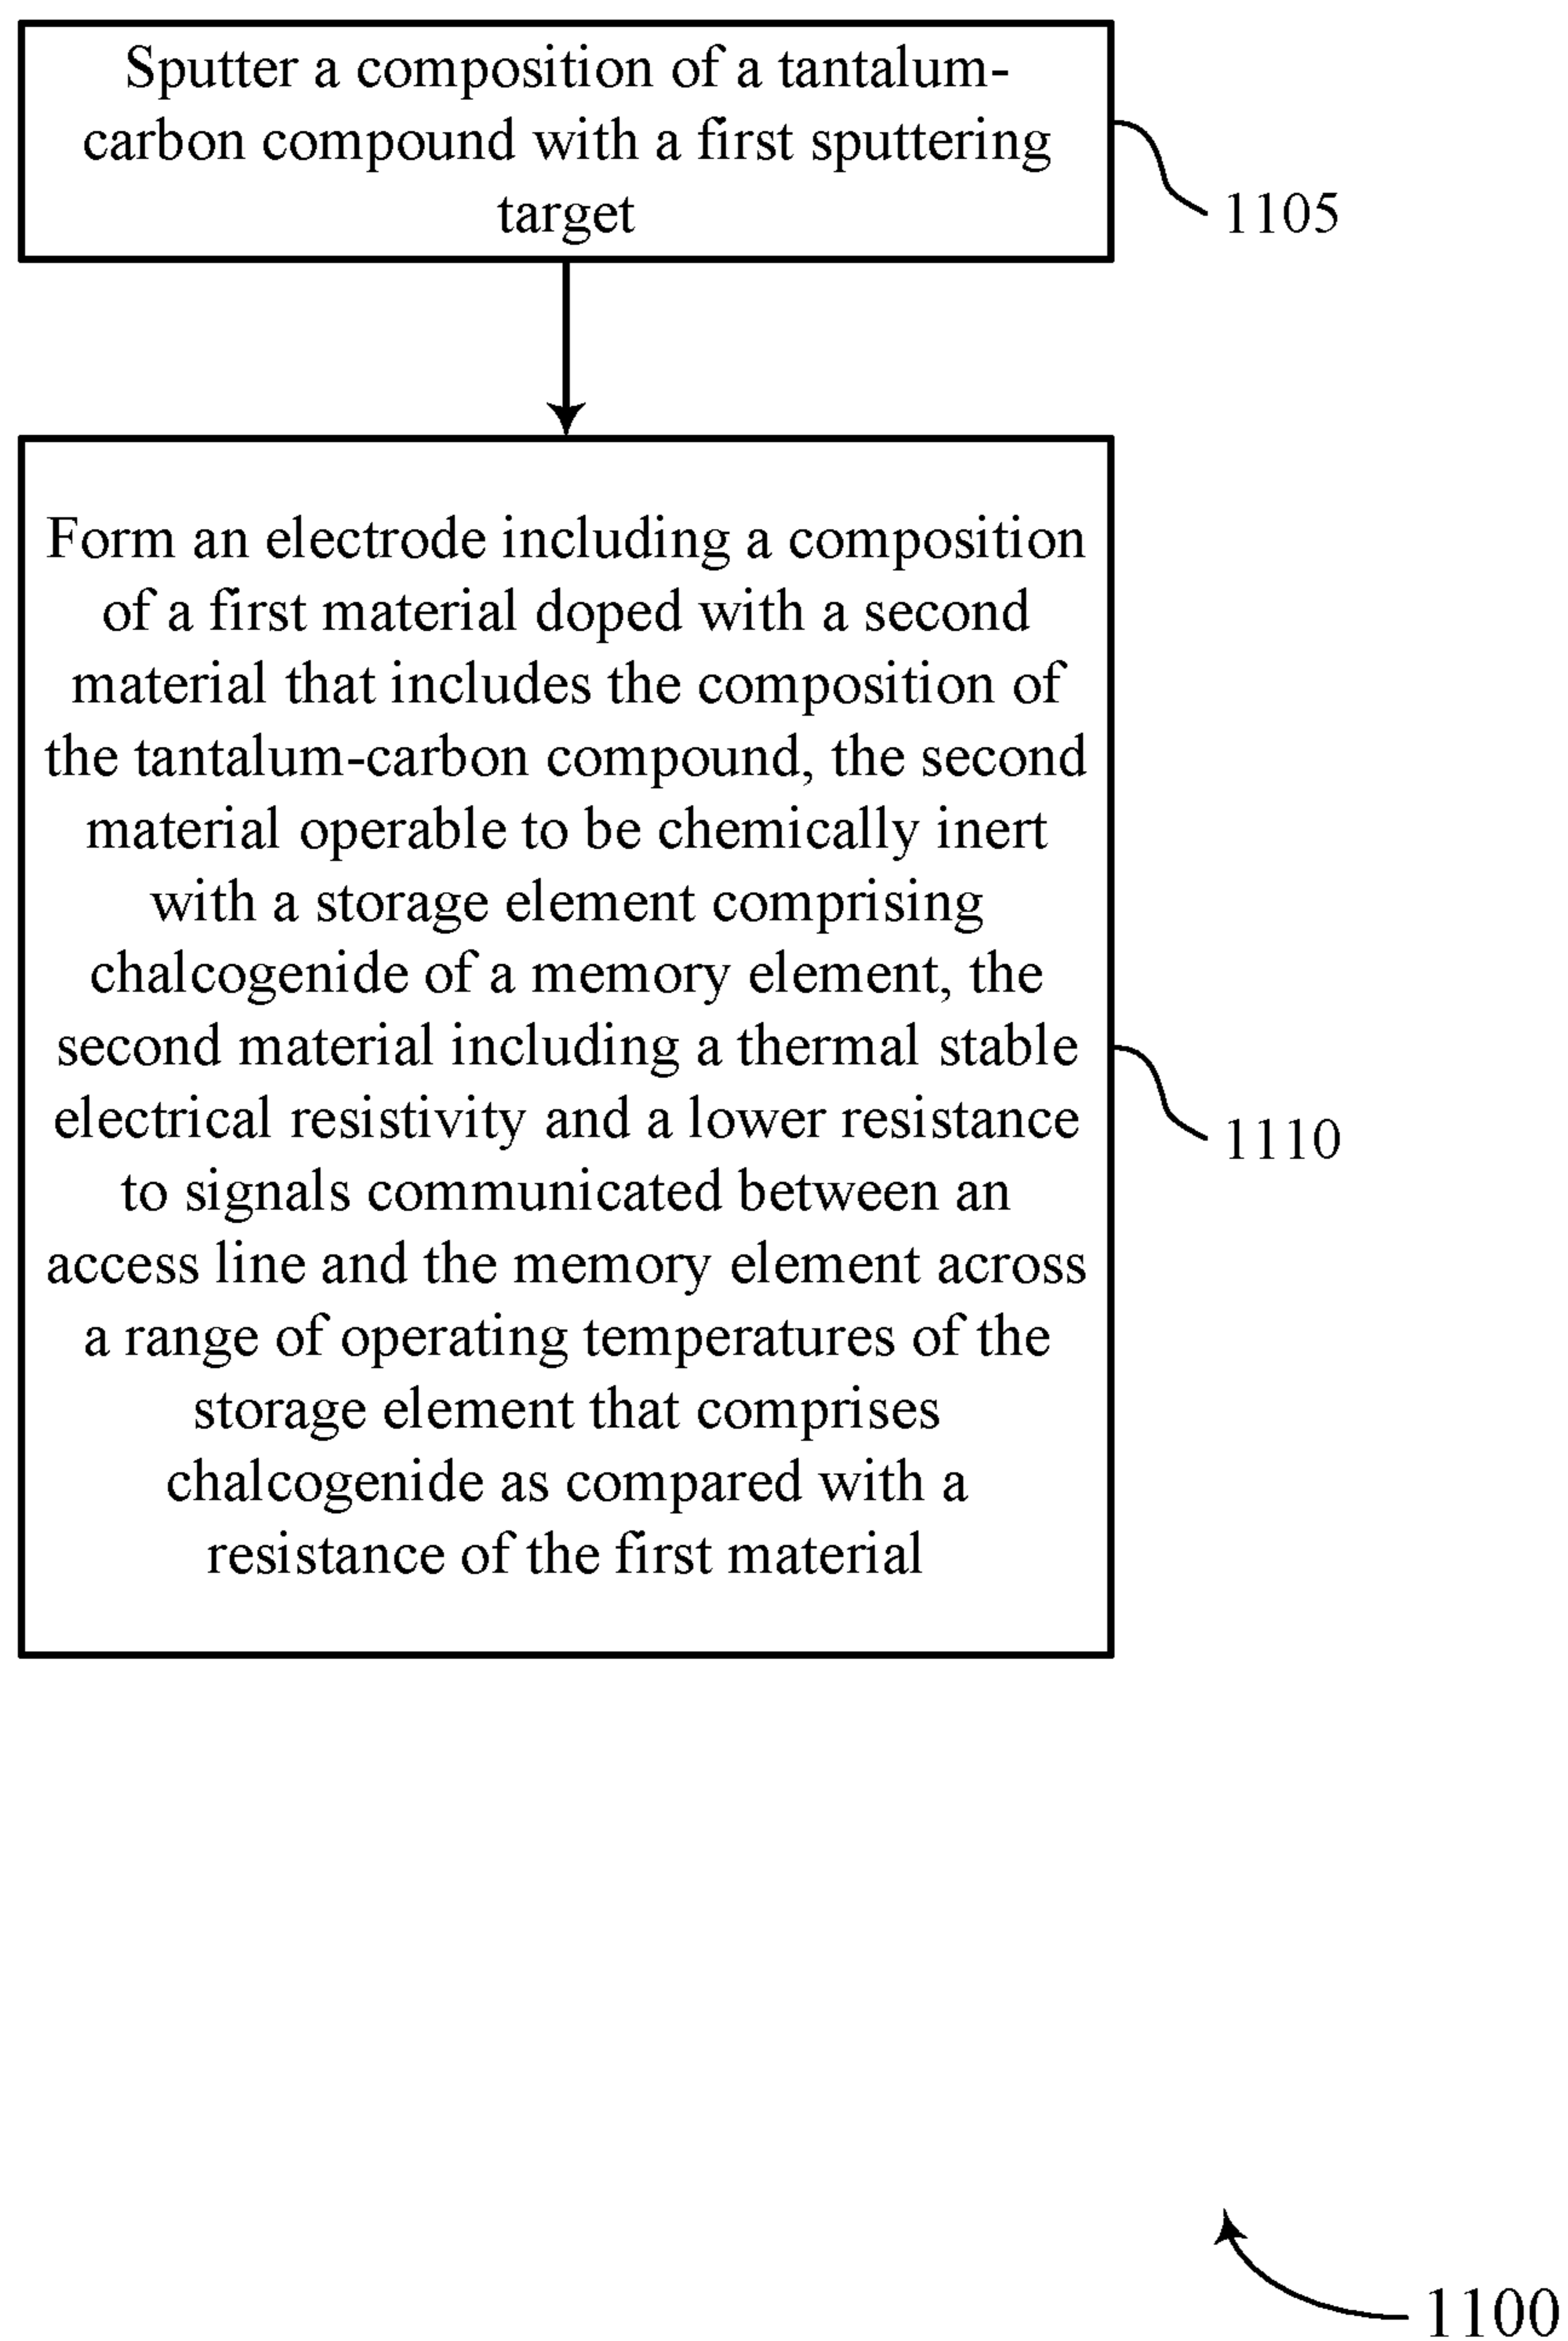 Sputter a composition of a tantalum-
carbon compound with a first sputtering
target
1105
Form an electrode including a composition
of a first material doped with a second
material that includes the composition of
the tantalum-carbon compound, the second
material operable to be chemically inert
with a storage element comprising
chalcogenide of a memory element, the
second material including a thermal stable
electrical resistivity and a lower resistance
to signals communicated between an
access line and the memory element across
a range of operating temperatures of the
storage element that comprises
chalcogenide as compared with a
resistance of the first material
1110
1100